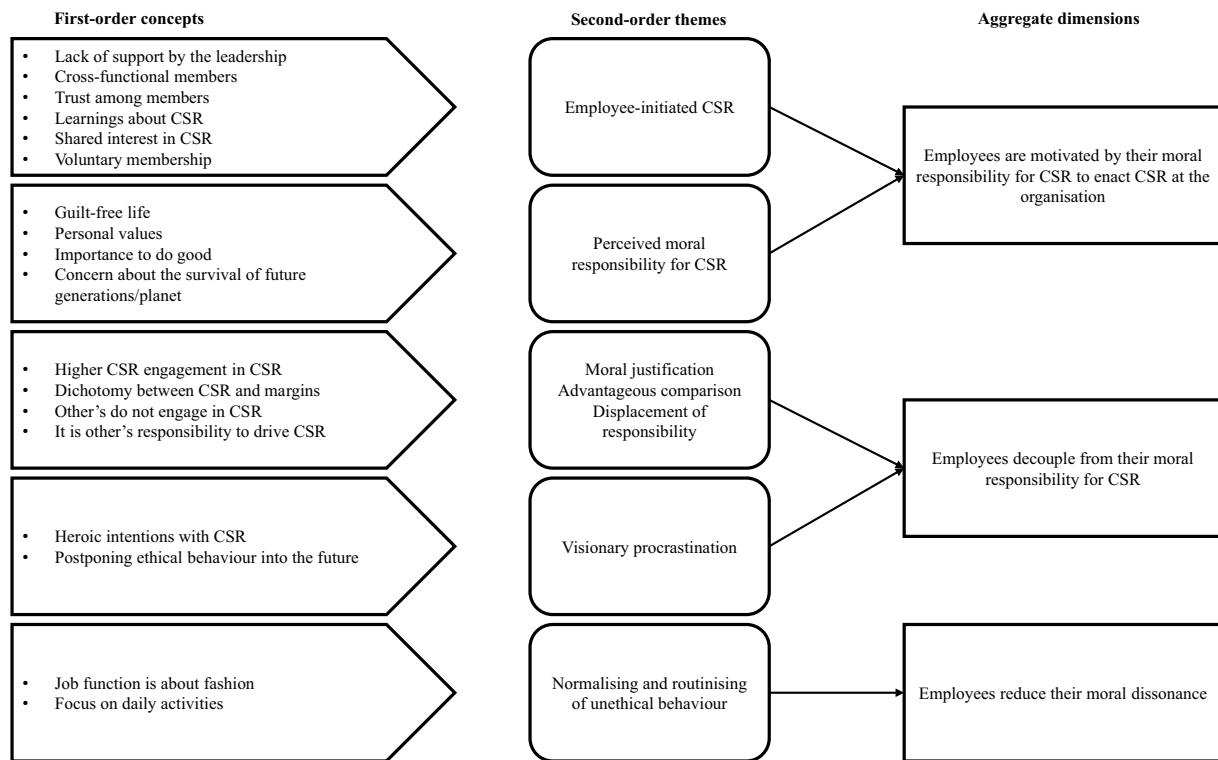 First-order concepts
Second-order themes
Aggregate dimensions
• Lack of support by the leadership
• Cross-functional members
• Trust among members
• Learnings about CSR
• Shared interest in CSR
• Voluntary membership
Employee-initiated CSR
Employees are motivated by their moral
responsibility for CSR to enact CSR at the
organisation
• Guilt-free life
• Personal values
• Importance to do good
• Concern about the survival of future
generations/planet
Perceived moral
responsibility for CSR
• Higher CSR engagement in CSR
• Dichotomy between CSR and margins
• Other’s do not engage in CSR
• It is other’s responsibility to drive CSR
Moral justification
Advantageous comparison
Displacement of
responsibility
Employees decouple from their moral
responsibility for CSR
• Heroic intentions with CSR
• Postponing ethical behaviour into the future
Visionary procrastination
• Job function is about fashion
• Focus on daily activities
Normalising and routinising
of unethical behaviour
Employees reduce their moral dissonance